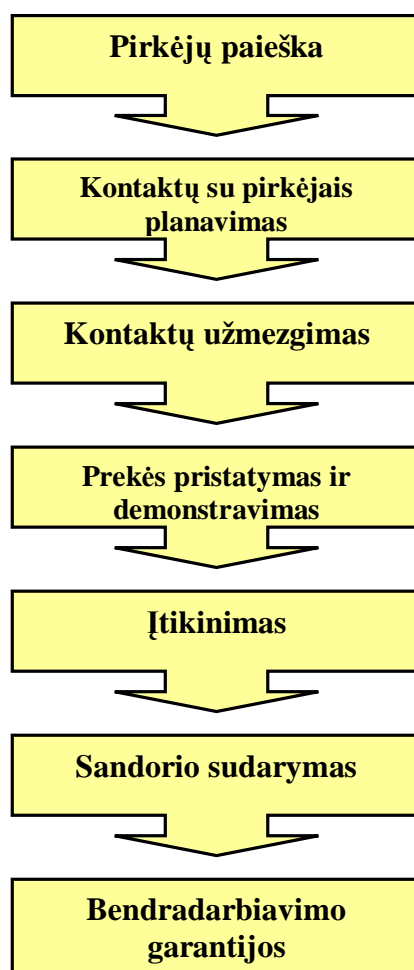 Pirkėjų paieška
Kontaktų su pirkėjais
planavimas
Kontaktų užmezgimas
Prekės pristatymas ir
demonstravimas
Įtikinimas
Sandorio sudarymas
Bendradarbiavimo
garantijos